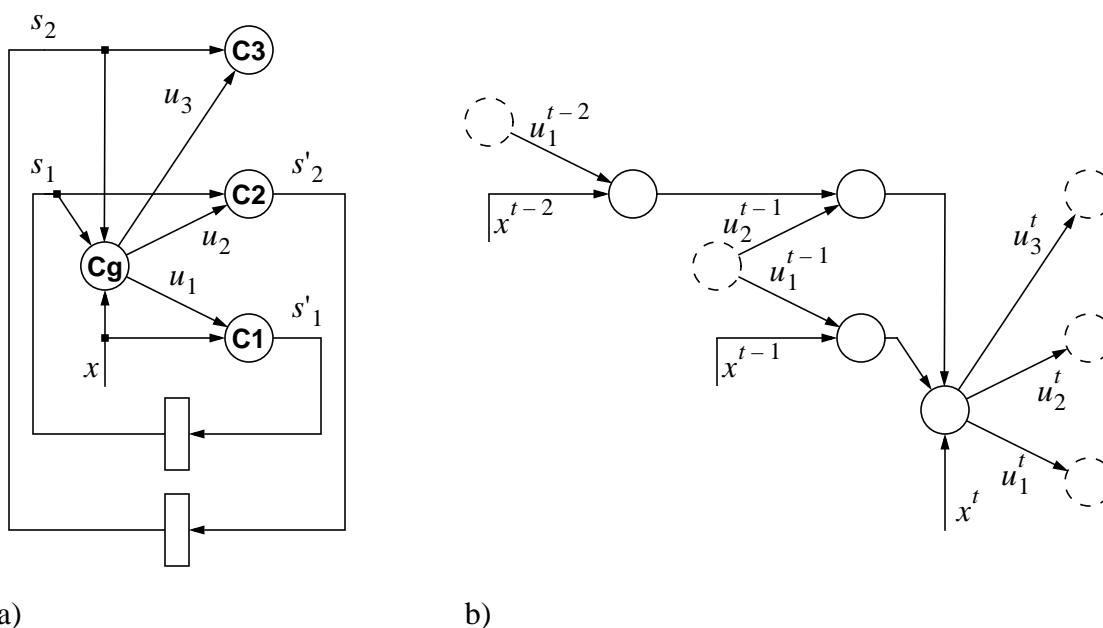 s₂
C3
u₃
s₁
C2
s'₂
u₂
Cg
u₁
s'₁
C1
x
a)
u₁ᵗ⁻²
xᵗ⁻²
u₂ᵗ⁻¹
u₁ᵗ⁻¹
xᵗ⁻¹
u₃ᵗ
u₂ᵗ
u₁ᵗ
xᵗ
b)